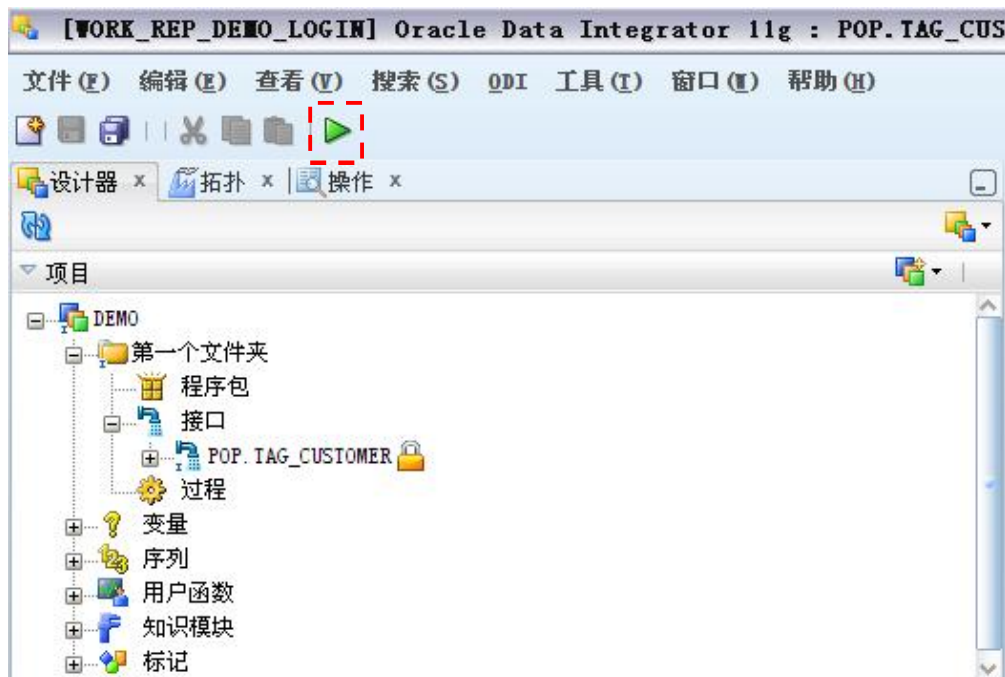 [WORK_REP_DEMO_LOGIN] Oracle Data Integrator 11g : POP.TAG_CUS
文件(F) 编辑(E) 查看(V) 搜索(S) ODI 工具(T) 窗口(W) 帮助(H)
设计器 拓扑 操作
项目
DEMO
第一个文件夹
程序包
接口
POP.TAG_CUSTOMER
过程
变量
序列
用户函数
知识模块
标记